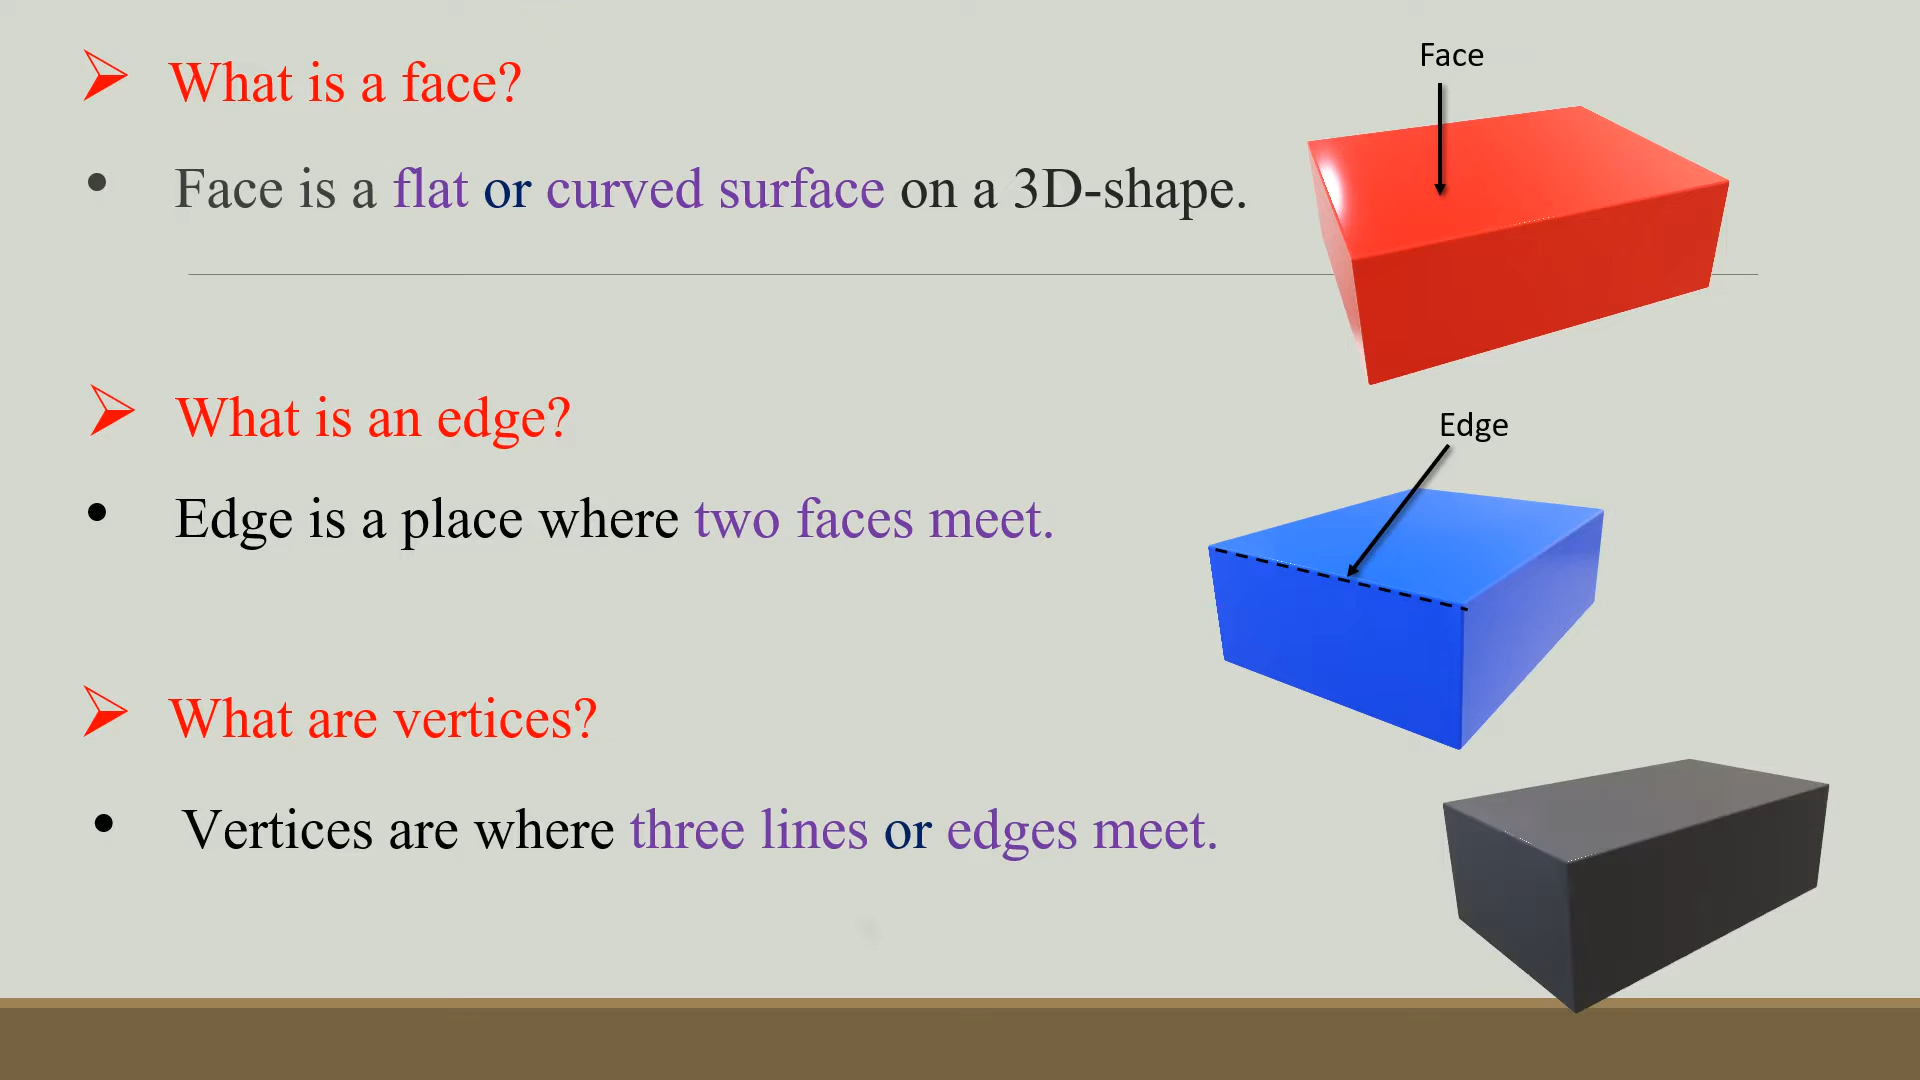 What is a face?
Face is a flat or curved surface on a 3D-shape.
Face
What is an edge?
Edge is a place where two faces meet.
Edge
What are vertices?
Vertices are where three lines or edges meet.